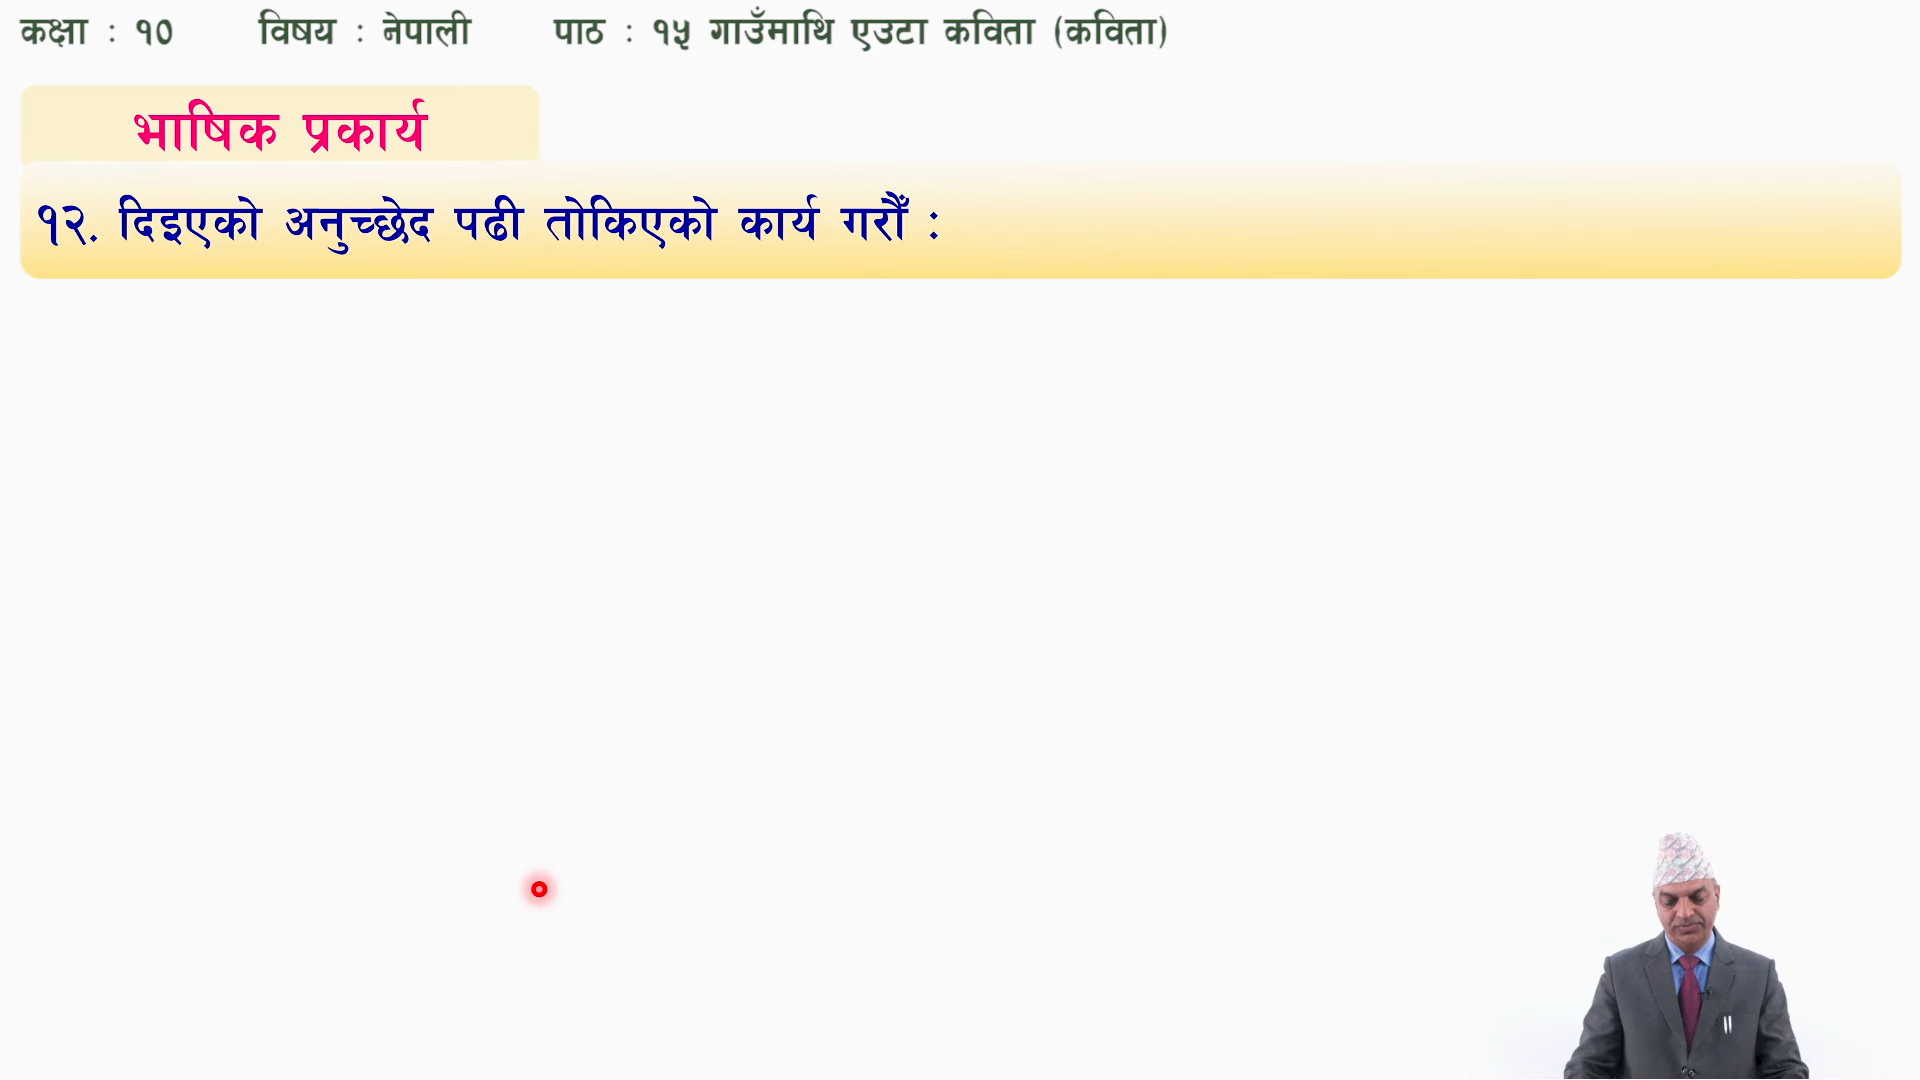 कक्षा : १० विषय : नेपाली पाठ : १५ गाउँमाथि एउटा कविता (कविता)
भाषिक प्रकार्य
१२. दिइएको अनुच्छेद पढी तोकिएको कार्य गरौँ :